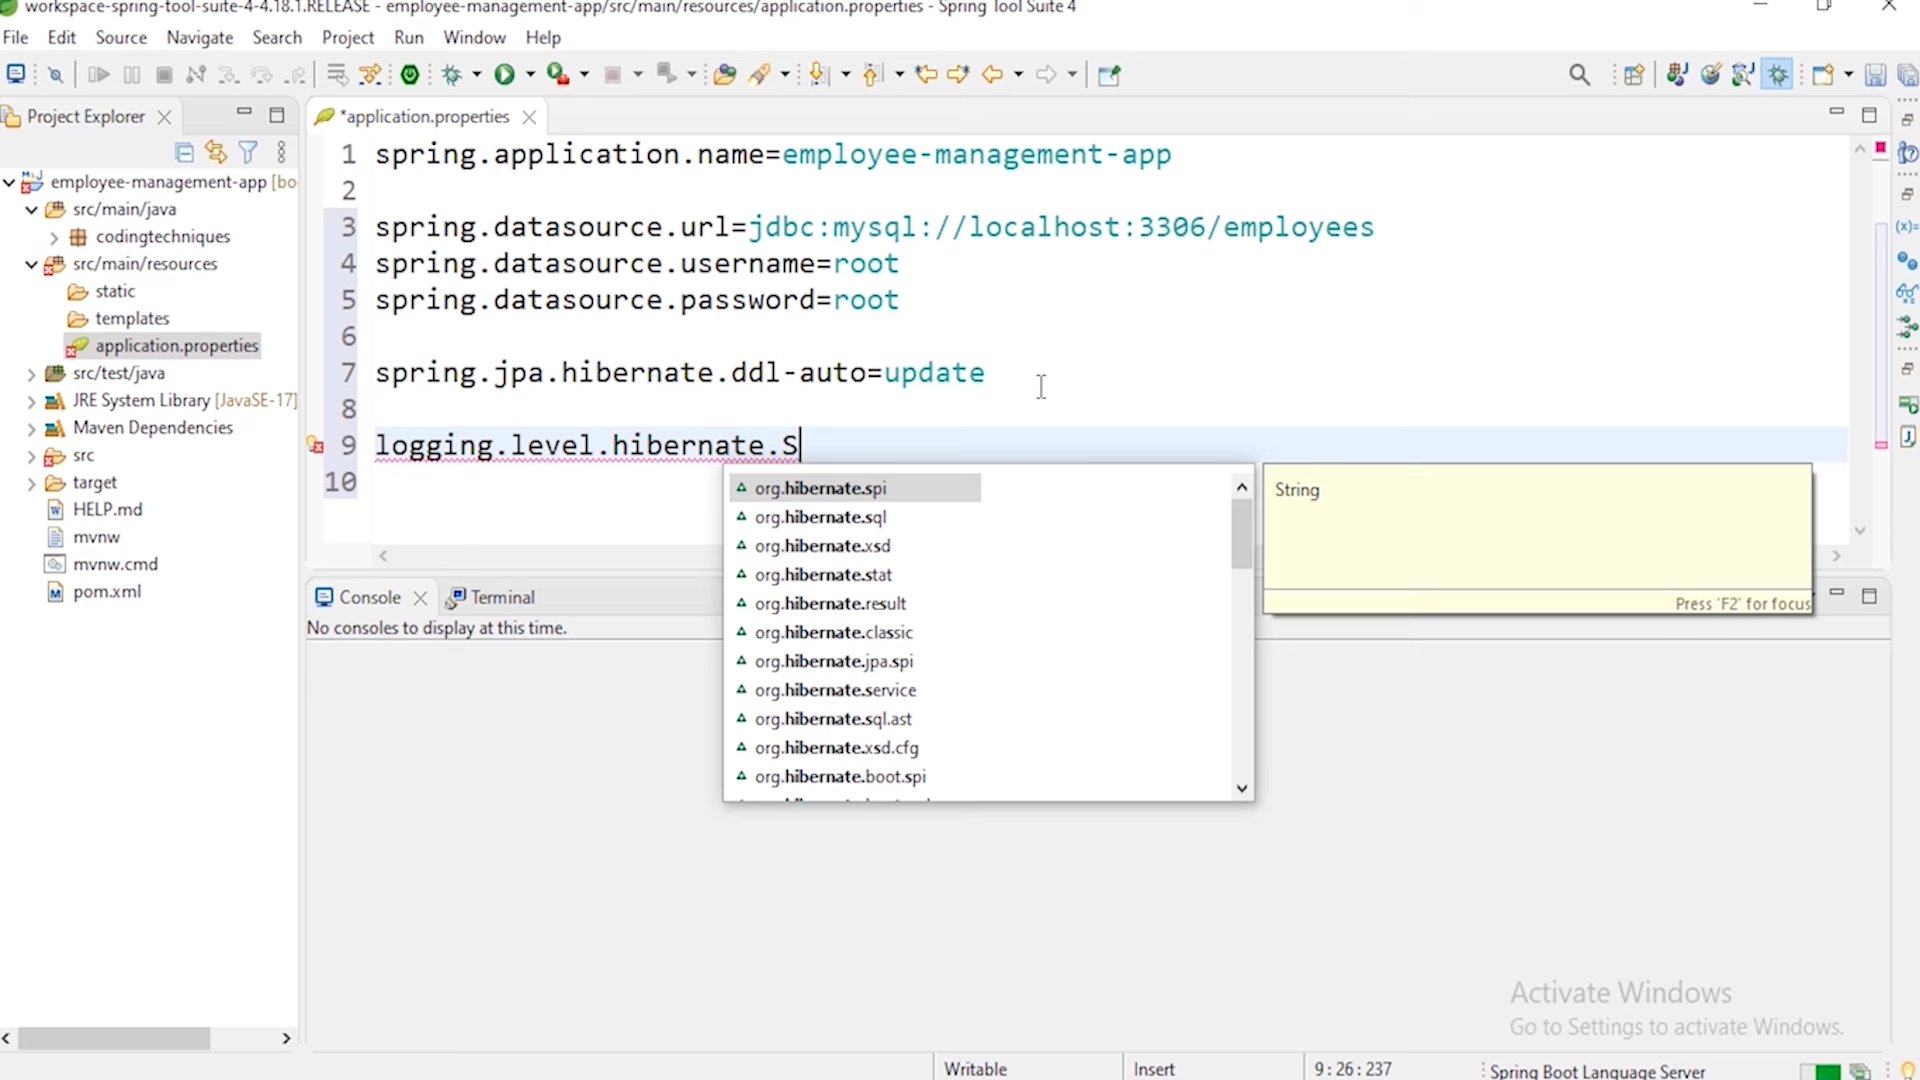 workspace-spring-tool-suite-4-4.18.1.RELEASE - employee-management-app/src/main/resources/application.properties - Spring Tool Suite 4
File Edit Source Navigate Search Project Run Window Help
Project Explorer
*application.properties
employee-management-app [bo
src/main/java
codingtechniques
src/main/resources
static
templates
application.properties
src/test/java
JRE System Library [JavaSE-17]
Maven Dependencies
src
target
HELP.md
mvnw
mvnw.cmd
pom.xml
1 spring.application.name=employee-management-app
2
3 spring.datasource.url=jdbc:mysql://localhost:3306/employees
4 spring.datasource.username=root
5 spring.datasource.password=root
6
7 spring.jpa.hibernate.ddl-auto=update
8
9 logging.level.hibernate.S
10
org.hibernate.spi
org.hibernate.sql
org.hibernate.xsd
org.hibernate.stat
org.hibernate.result
org.hibernate.classic
org.hibernate.jpa.spi
org.hibernate.service
org.hibernate.sql.ast
org.hibernate.xsd.cfg
org.hibernate.boot.spi
String
Press 'F2' for focus
Console Terminal
No consoles to display at this time.
Activate Windows
Go to Settings to activate Windows.
Writable Insert 9 : 26 : 237 Spring Boot Language Server